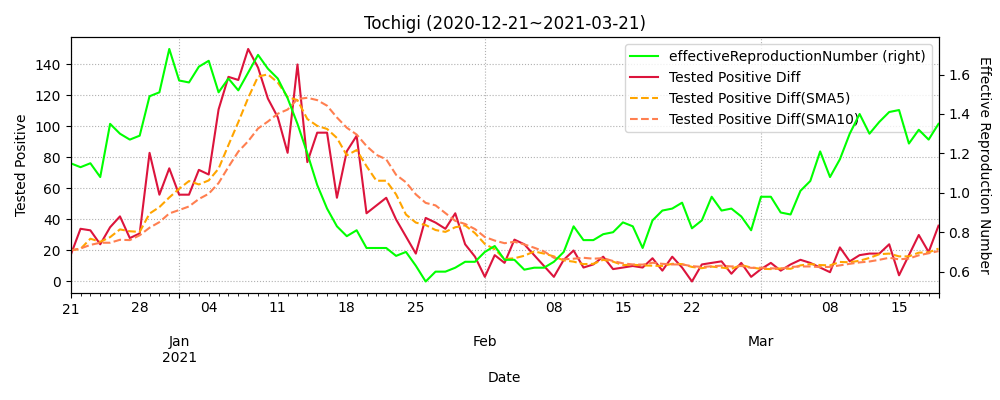 Tochigi (2020-12-21~2021-03-21)
effectiveReproductionNumber (right)
Tested Positive Diff
Tested Positive Diff(SMA5)
Tested Positive Diff(SMA10)
Tested Positive
140
120
100
80
60
40
20
0
1.6
1.4
1.2
1.0
0.8
0.6
Effective Reproduction Number
21 28 04 11 18 25 08 15 22 08 15
Jan Feb Mar
2021
Date